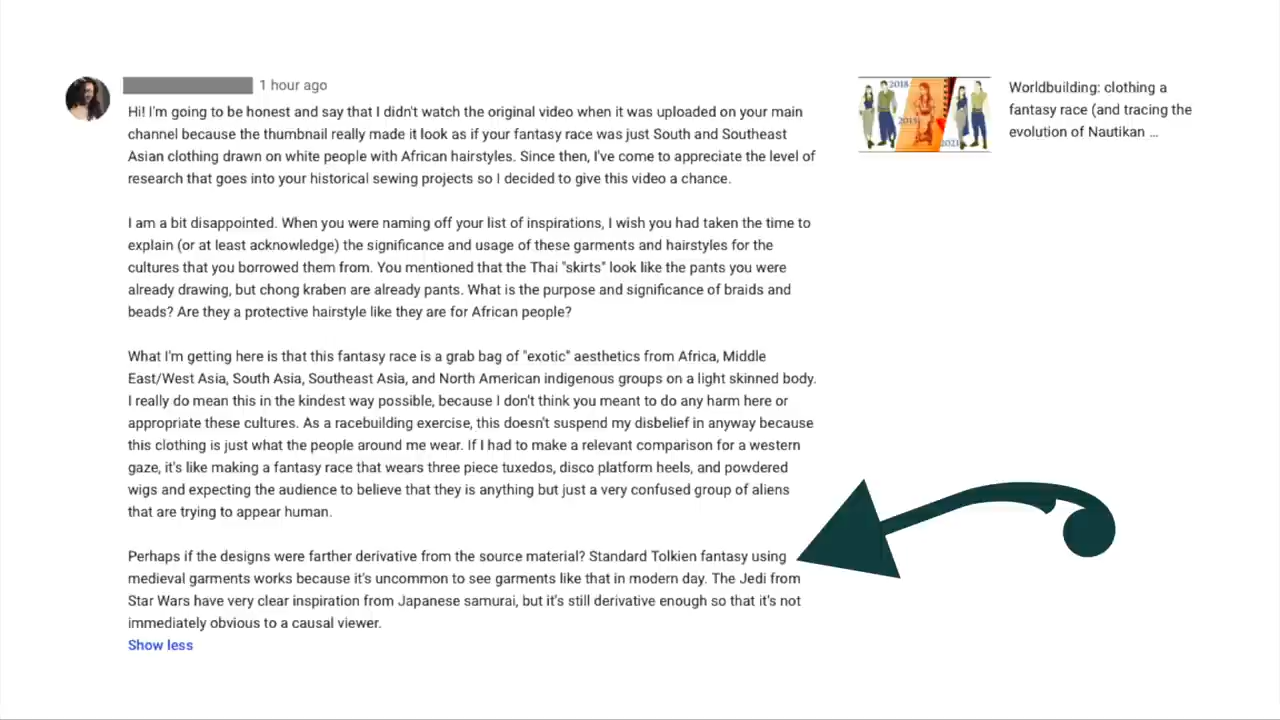 1 hour ago
Hi! I'm going to be honest and say that I didn't watch the original video when it was uploaded on your main
channel because the thumbnail really made it look as if your fantasy race was just South and Southeast
Asian clothing drawn on white people with African hairstyles. Since then, I've come to appreciate the level of
research that goes into your historical sewing projects so I decided to give this video a chance.
I am a bit disappointed. When you were naming off your list of inspirations, I wish you had taken the time to
explain (or at least acknowledge) the significance and usage of these garments and hairstyles for the
cultures that you borrowed them from. You mentioned that the Thai "skirts" look like the pants you were
already drawing, but chong kraben are already pants. What is the purpose and significance of braids and
beads? Are they a protective hairstyle like they are for African people?
What I'm getting here is that this fantasy race is a grab bag of "exotic" aesthetics from Africa, Middle
East/West Asia, South Asia, Southeast Asia, and North American indigenous groups on a light skinned body.
I really do mean this in the kindest way possible, because I don't think you meant to do any harm here or
appropriate these cultures. As a racebuilding exercise, this doesn't suspend my disbelief in anyway because
this clothing is just what the people around me wear. If I had to make a relevant comparison for a western
gaze, it's like making a fantasy race that wears three piece tuxedos, disco platform heels, and powdered
wigs and expecting the audience to believe that they is anything but just a very confused group of aliens
that are trying to appear human.
Perhaps if the designs were farther derivative from the source material? Standard Tolkien fantasy using
medieval garments works because it's uncommon to see garments like that in modern day. The Jedi from
Star Wars have very clear inspiration from Japanese samurai, but it's still derivative enough so that it's not
immediately obvious to a causal viewer.
Show less
2018
2015
2021
Worldbuilding: clothing a
fantasy race (and tracing the
evolution of Nautikan ...